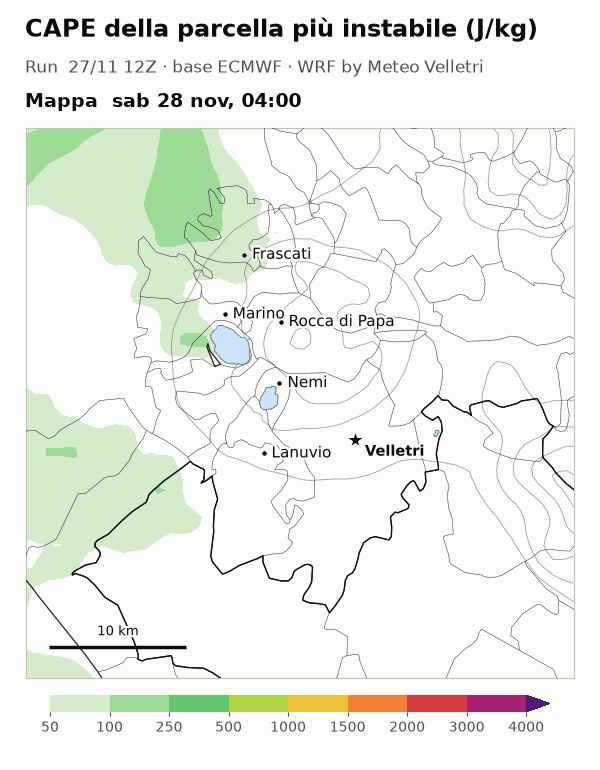 CAPE della parcella più instabile (J/kg)
Run  27/11 12Z · base ECMWF · WRF by Meteo Velletri
Mappa  sab 28 nov, 04:00
Frascati
Marino
Rocca di Papa
Nemi
Velletri
Lanuvio
10 km
50 100 250 500 1000 1500 2000 3000 4000